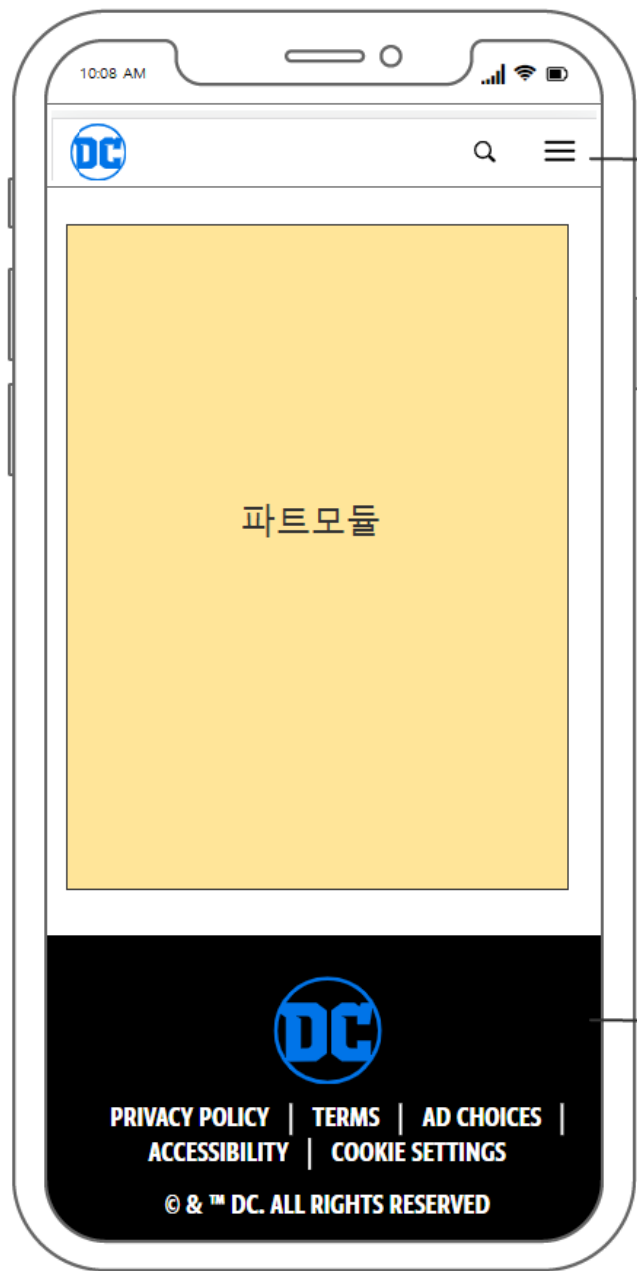 10:08 AM
DC
파트모듈
DC
PRIVACY POLICY | TERMS | AD CHOICES |
ACCESSIBILITY | COOKIE SETTINGS
© & ™ DC. ALL RIGHTS RESERVED